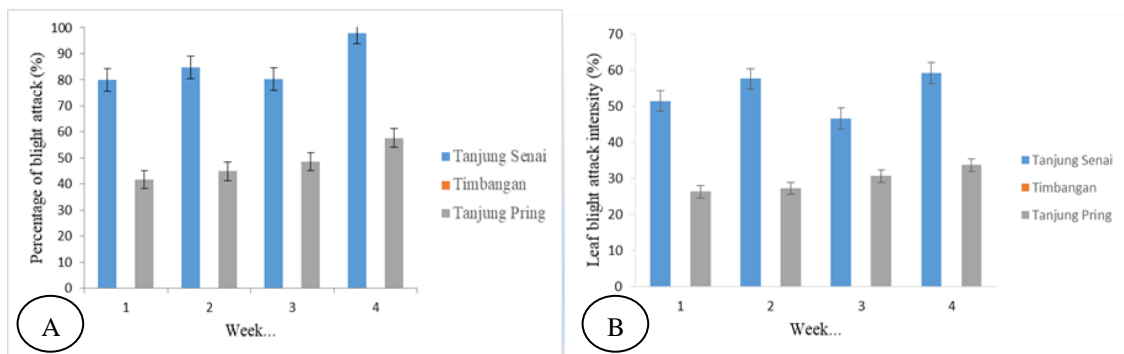 Percentage of blight attack (%)
100
90
80
70
60
50
40
30
20
10
0
1 2 3 4
Week...
Tanjung Senai
Timbangan
Tanjung Pring
A
Leaf blight attack intensity (%)
70
60
50
40
30
20
10
0
1 2 3 4
Week...
Tanjung Senai
Timbangan
Tanjung Pring
B